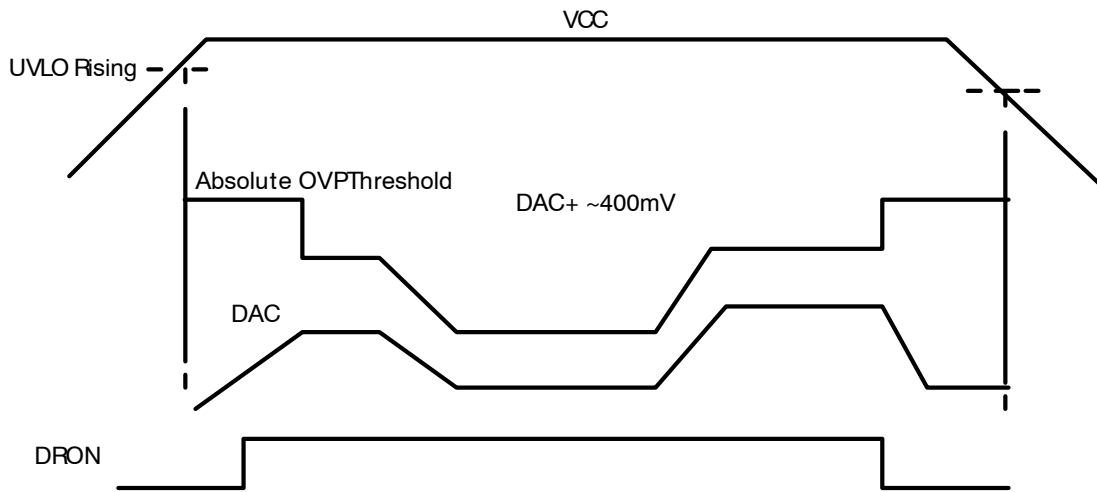 VCC
UVLO Rising
Absolute OVPThreshold
DAC+ ~400mV
DAC
DRON